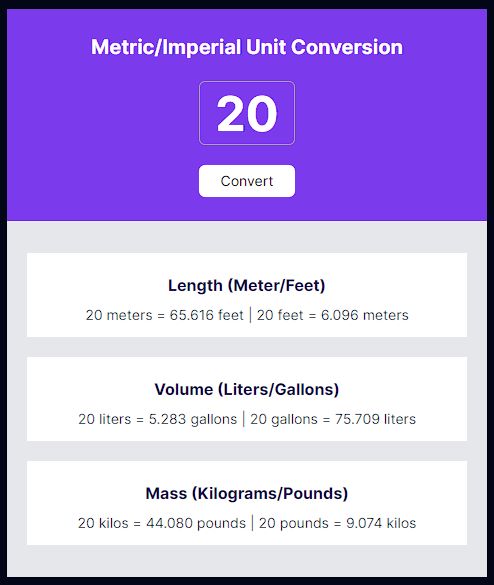 Metric/Imperial Unit Conversion
20
Convert
Length (Meter/Feet)
20 meters = 65.616 feet | 20 feet = 6.096 meters
Volume (Liters/Gallons)
20 liters = 5.283 gallons | 20 gallons = 75.709 liters
Mass (Kilograms/Pounds)
20 kilos = 44.080 pounds | 20 pounds = 9.074 kilos